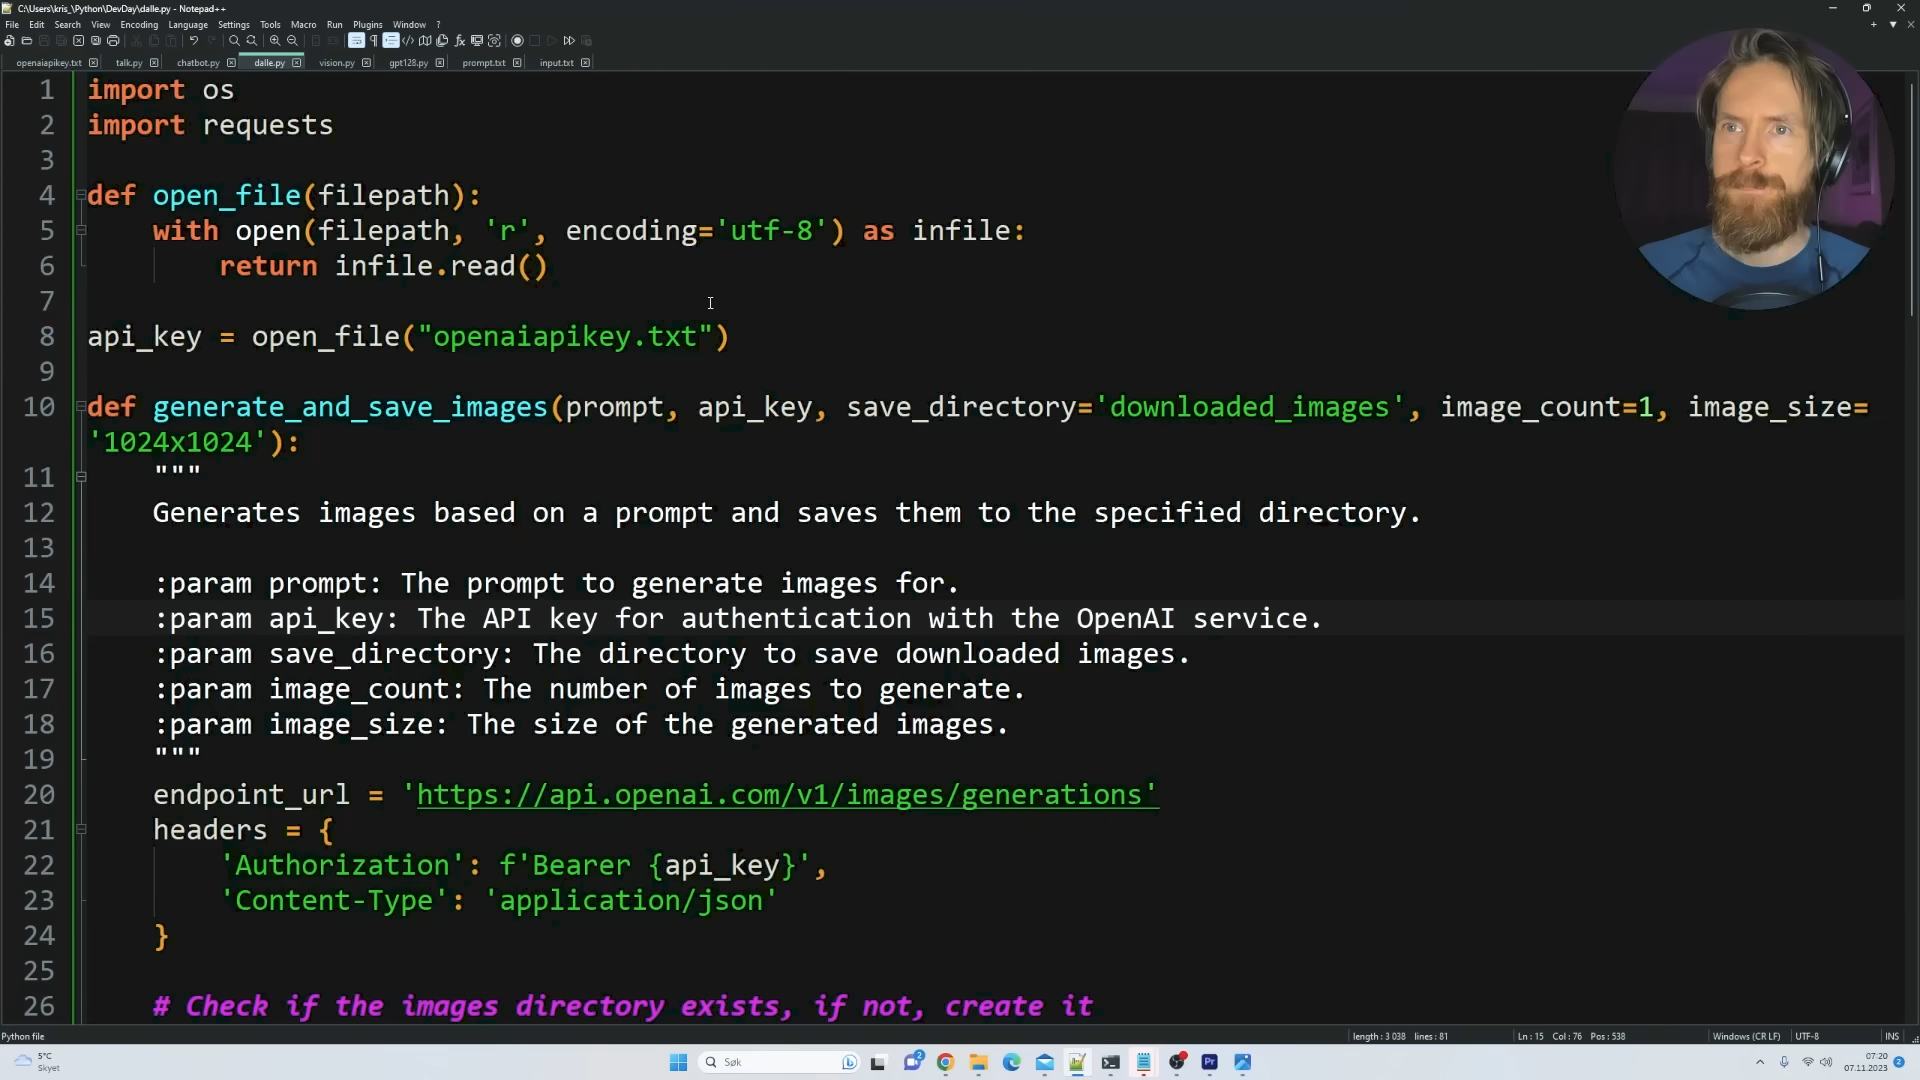 C:\Users\kris_\Python\DevDay\dalle.py - Notepad++
File Edit Search View Encoding Language Settings Tools Macro Run Plugins Window ?
openaiapikey.txt talk.py chatbot.py dalle.py vision.py gpt128.py prompt.txt input.txt
1 import os
2 import requests
3
4 def open_file(filepath):
5 with open(filepath, 'r', encoding='utf-8') as infile:
6 return infile.read()
7
8 api_key = open_file("openaiapikey.txt")
9
10 def generate_and_save_images(prompt, api_key, save_directory='downloaded_images', image_count=1, image_size=
'1024x1024'):
11 """
12 Generates images based on a prompt and saves them to the specified directory.
13
14 :param prompt: The prompt to generate images for.
15 :param api_key: The API key for authentication with the OpenAI service.
16 :param save_directory: The directory to save downloaded images.
17 :param image_count: The number of images to generate.
18 :param image_size: The size of the generated images.
19 """
20 endpoint_url = 'https://api.openai.com/v1/images/generations'
21 headers = {
22 'Authorization': f'Bearer {api_key}',
23 'Content-Type': 'application/json'
24 }
25
26 # Check if the images directory exists, if not, create it
Python file length : 3 038 lines : 81 Ln : 15 Col : 76 Pos : 538 Windows (CR LF) UTF-8 INS
5°C
Skyet
Søk
2
Pr
07:20
07.11.2023
2